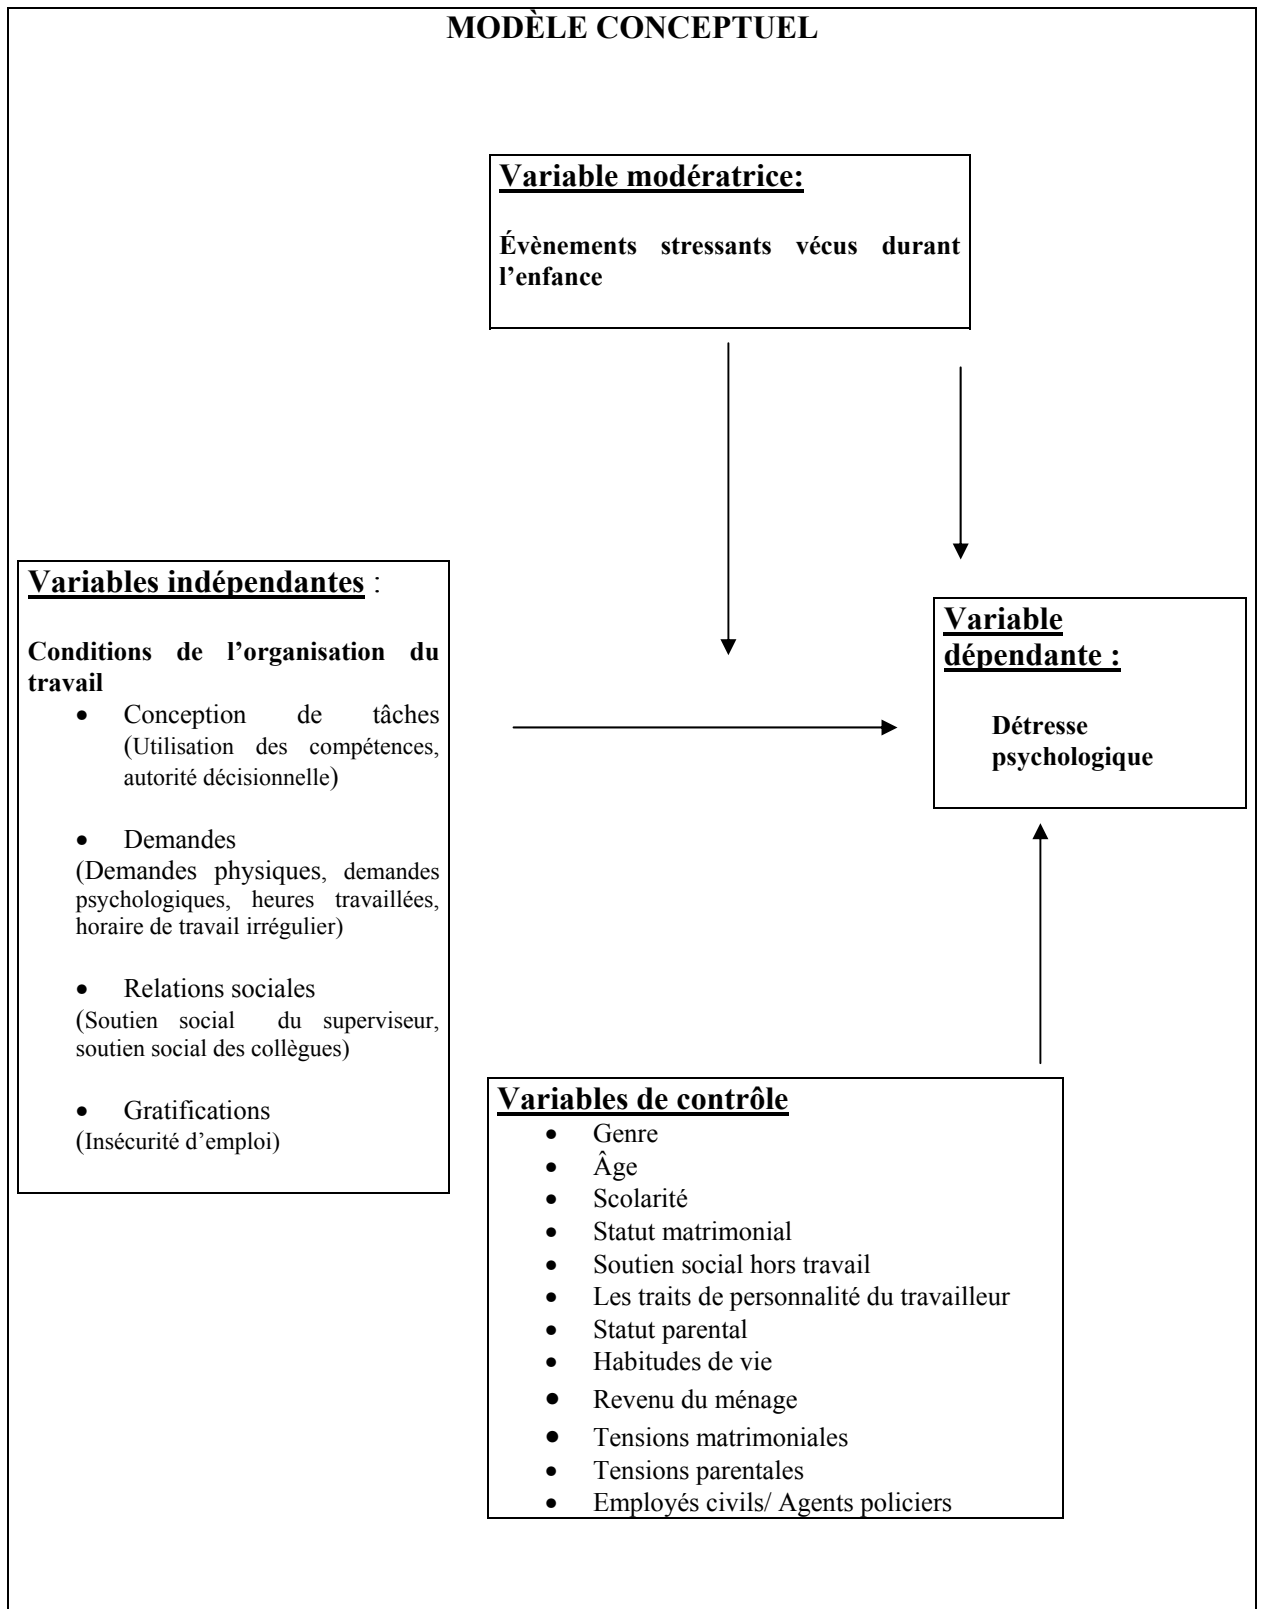 MODÈLE CONCEPTUEL
Variable modératrice:
Évènements stressants vécus durant
l’enfance
Variables indépendantes :
Conditions de l’organisation du
travail
• Conception de tâches
(Utilisation des compétences,
autorité décisionnelle)
• Demandes
(Demandes physiques, demandes
psychologiques, heures travaillées,
horaire de travail irrégulier)
• Relations sociales
(Soutien social du superviseur,
soutien social des collègues)
• Gratifications
(Insécurité d’emploi)
Variable
dépendante :
Détresse
psychologique
Variables de contrôle
• Genre
• Âge
• Scolarité
• Statut matrimonial
• Soutien social hors travail
• Les traits de personnalité du travailleur
• Statut parental
• Habitudes de vie
• Revenu du ménage
• Tensions matrimoniales
• Tensions parentales
• Employés civils/ Agents policiers